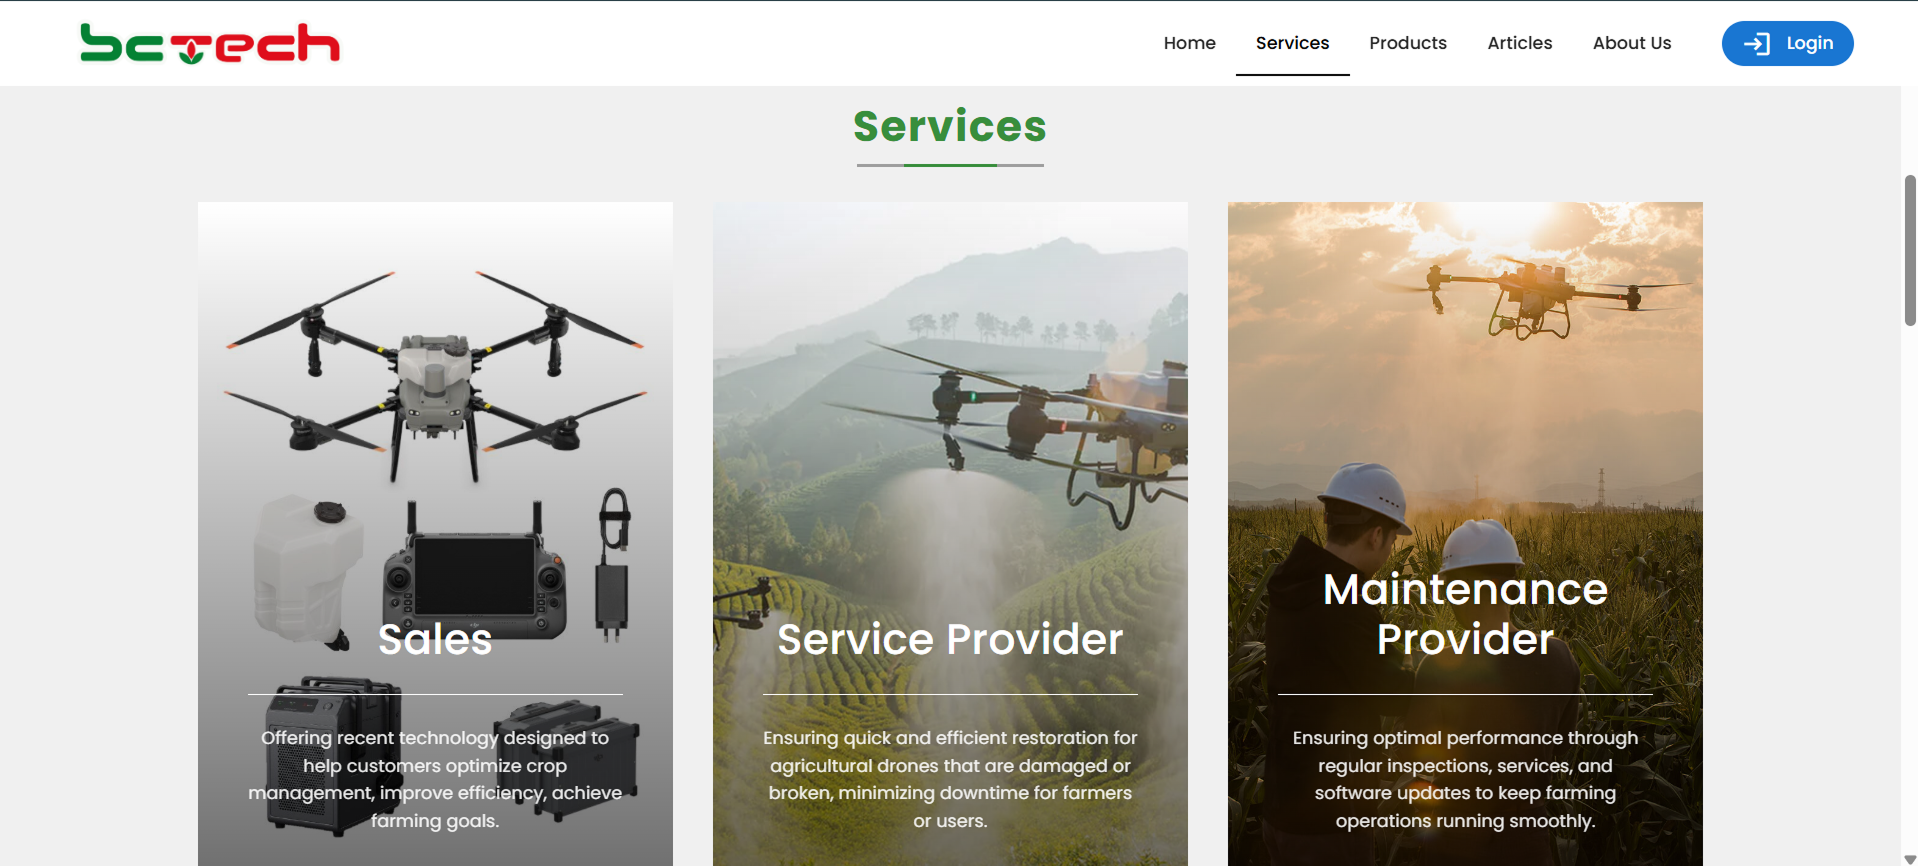 bctech
Home
Services
Products
Articles
About Us
Login
Services
Sales
Offering recent technology designed to
help customers optimize crop
management, improve efficiency, achieve
farming goals.
Service Provider
Ensuring quick and efficient restoration for
agricultural drones that are damaged or
broken, minimizing downtime for farmers
or users.
Maintenance
Provider
Ensuring optimal performance through
regular inspections, services, and
software updates to keep farming
operations running smoothly.